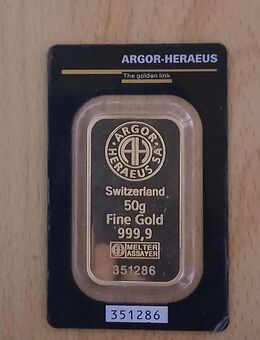 ARGOR-HERAEUS
The golden link
ARGOR
HERAEUS SA
AH
Switzerland
50g
Fine Gold
999,9
AH MELTER
ASSAYER
351286
351286